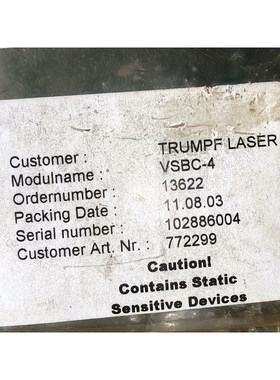 Customer : TRUMPF LASER
Modulname : VSBC-4
Ordernumber : 13622
Packing Date : 11.08.03
Serial number : 102886004
Customer Art. Nr. : 772299
Caution!
Contains Static
Sensitive Devices